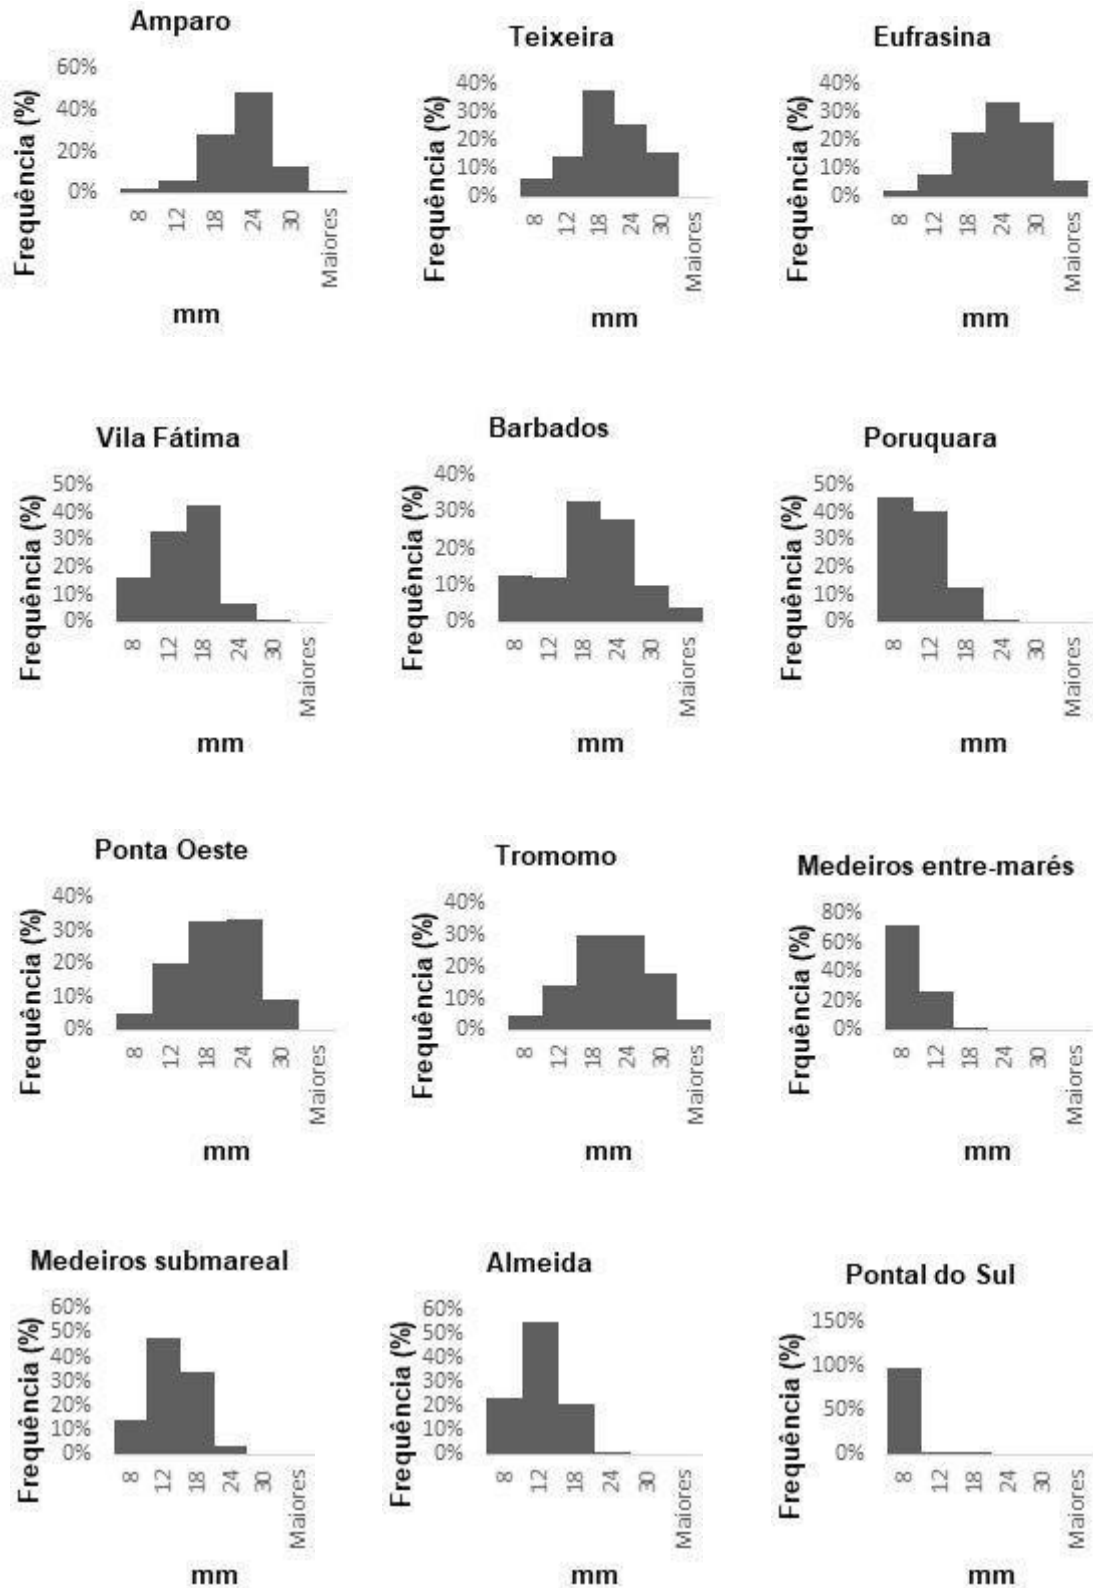 Amparo
Frequência (%)
60%
40%
20%
0%
8
12
18
24
30
Maiores
mm
Teixeira
Frequência (%)
40%
30%
20%
10%
0%
8
12
18
24
30
Maiores
mm
Eufrasina
Frequência (%)
40%
30%
20%
10%
0%
8
12
18
24
30
Maiores
mm
Vila Fátima
Frequência (%)
50%
40%
30%
20%
10%
0%
8
12
18
24
30
Maiores
mm
Barbados
Frequência (%)
40%
30%
20%
10%
0%
8
12
18
24
30
Maiores
mm
Poruquara
Frequência (%)
50%
40%
30%
20%
10%
0%
8
12
18
24
30
Maiores
mm
Ponta Oeste
Frequência (%)
40%
30%
20%
10%
0%
8
12
18
24
30
Maiores
mm
Tromomo
Frequência (%)
40%
30%
20%
10%
0%
8
12
18
24
30
Maiores
mm
Medeiros entre-marés
Frquência (%)
80%
60%
40%
20%
0%
8
12
18
24
30
Maiores
mm
Medeiros submareal
Frequência (%)
60%
50%
40%
30%
20%
10%
0%
8
12
18
24
30
Maiores
mm
Almeida
Frequência (%)
60%
50%
40%
30%
20%
10%
0%
8
12
18
24
30
Maiores
mm
Pontal do Sul
Frequência (%)
150%
100%
50%
0%
8
12
18
24
30
Maiores
mm